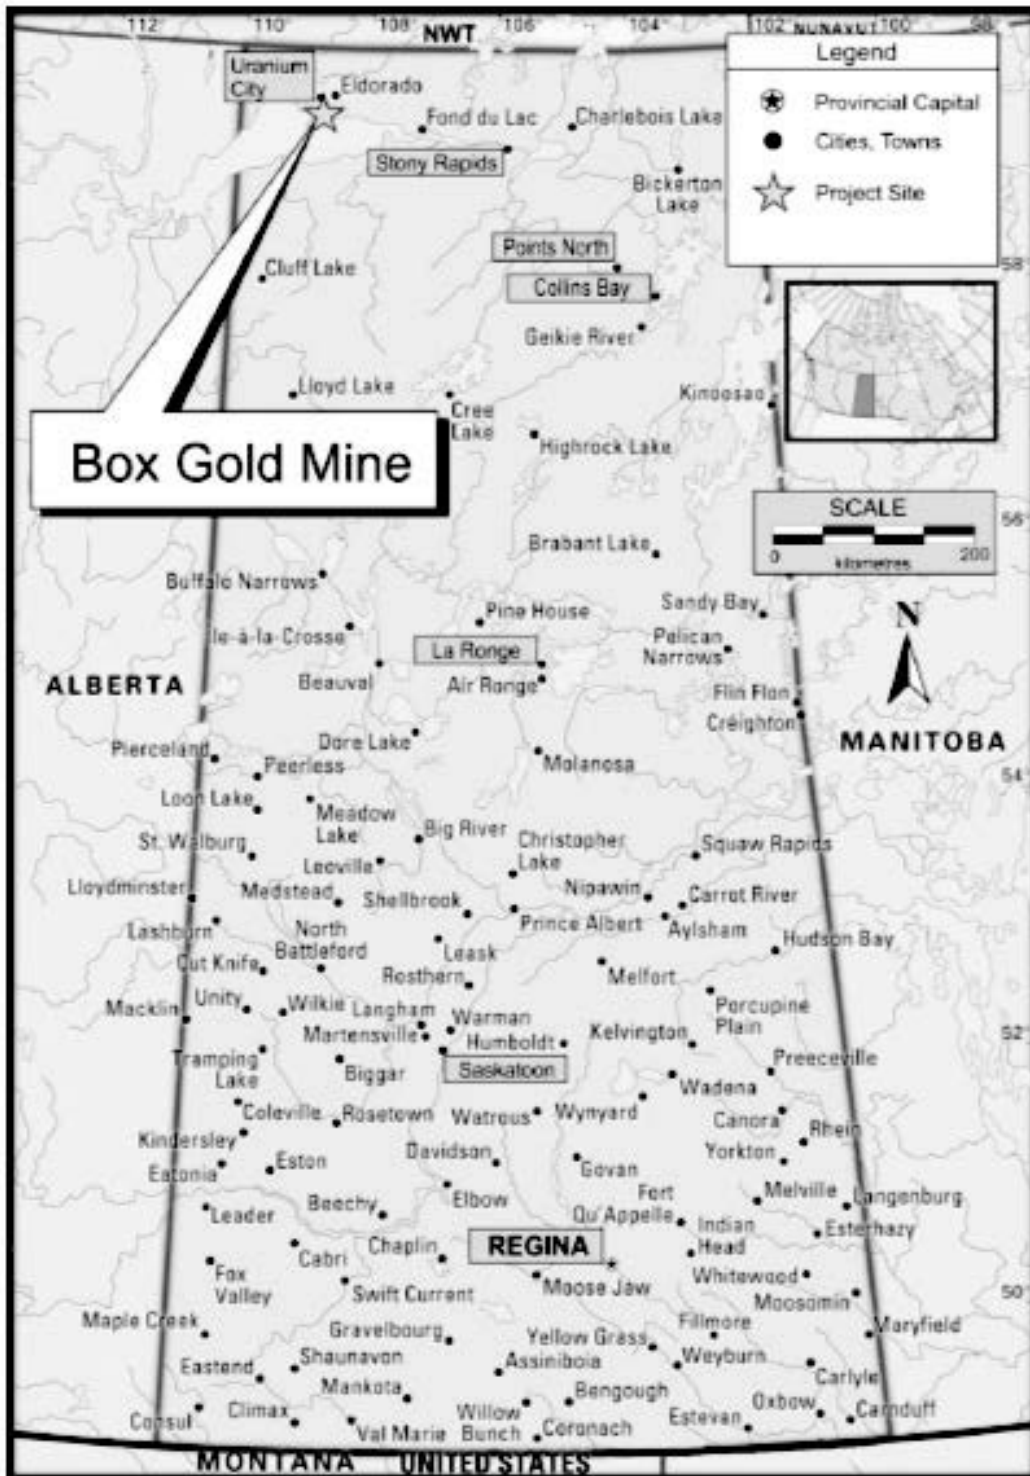 112
110
108
106
104
102
100
98
NWT
NUNAVUT
Legend
Provincial Capital
Cities, Towns
Project Site
Uranium
City
Eldorado
Fond du Lac
Charlebois Lake
Stony Rapids
Bickerton
Lake
Points North
58
Cluff Lake
Collins Bay
Geikie River
Lloyd Lake
Kinoosao
Cree
Lake
Highrock Lake
Box Gold Mine
SCALE
0
200
kilometres
56
Brabant Lake
Buffalo Narrows
Pine House
Sandy Bay
N
Ile-à-la-Crosse
La Ronge
Pelican
Narrows
Beauval
Air Ronge
ALBERTA
Flin Flon
Creighton
MANITOBA
Dore Lake
Pierceland
Peerless
Molanosa
54
Loon Lake
Meadow
Lake
Big River
Christopher
Lake
St. Walburg
Squaw Rapids
Leoville
Lloydminster
Medstead
Shellbrook
Nipawin
Carrot River
Prince Albert
Aylsham
Lashburn
North
Battleford
Leask
Hudson Bay
Cut Knife
Rosthern
Melfort
Macklin
Unity
Wilkie
Langham
Warman
Porcupine
Plain
Martensville
Humboldt
Kelvington
52
Tramping
Lake
Biggar
Saskatoon
Preeceville
Wadena
Coleville
Rosetown
Watrous
Wynyard
Canora
Rhein
Kindersley
Davidson
Govan
Yorkton
Eatonia
Eston
Elbow
Fort
Qu'Appelle
Melville
Langenburg
Leader
Beechy
Indian
Head
Esterhazy
Cabri
Chaplin
REGINA
Fox
Valley
Swift Current
Moose Jaw
Whitewood
Moosomin
50
Maple Creek
Gravelbourg
Yellow Grass
Fillmore
Maryfield
Eastend
Shaunavon
Assiniboia
Weyburn
Carlyle
Mankota
Bengough
Oxbow
Consul
Climax
Val Marie
Willow
Bunch
Coronach
Estevan
Carnduff
MONTANA
UNITED STATES